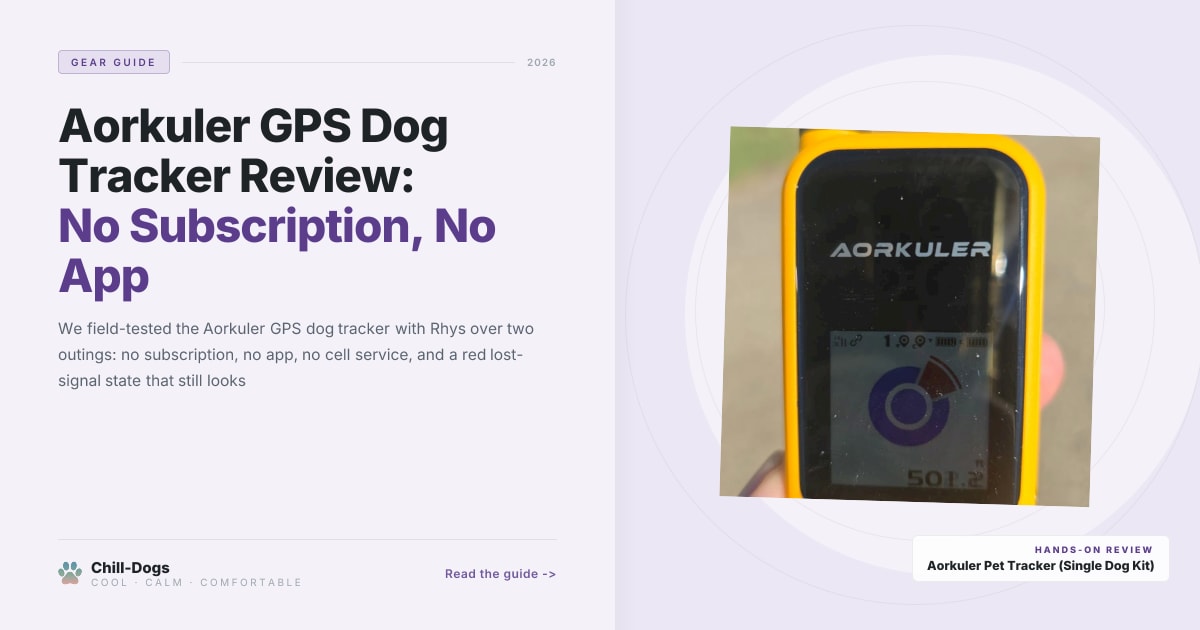 GEAR GUIDE
2026
Aorkuler GPS Dog
Tracker Review:
No Subscription, No
App
We field-tested the Aorkuler GPS dog tracker with Rhys over two
outings: no subscription, no app, no cell service, and a red lost-
signal state that still looks
Chill-Dogs
COOL · CALM · COMFORTABLE
Read the guide ->
AORKULER
1
501.2
HANDS-ON REVIEW
Aorkuler Pet Tracker (Single Dog Kit)